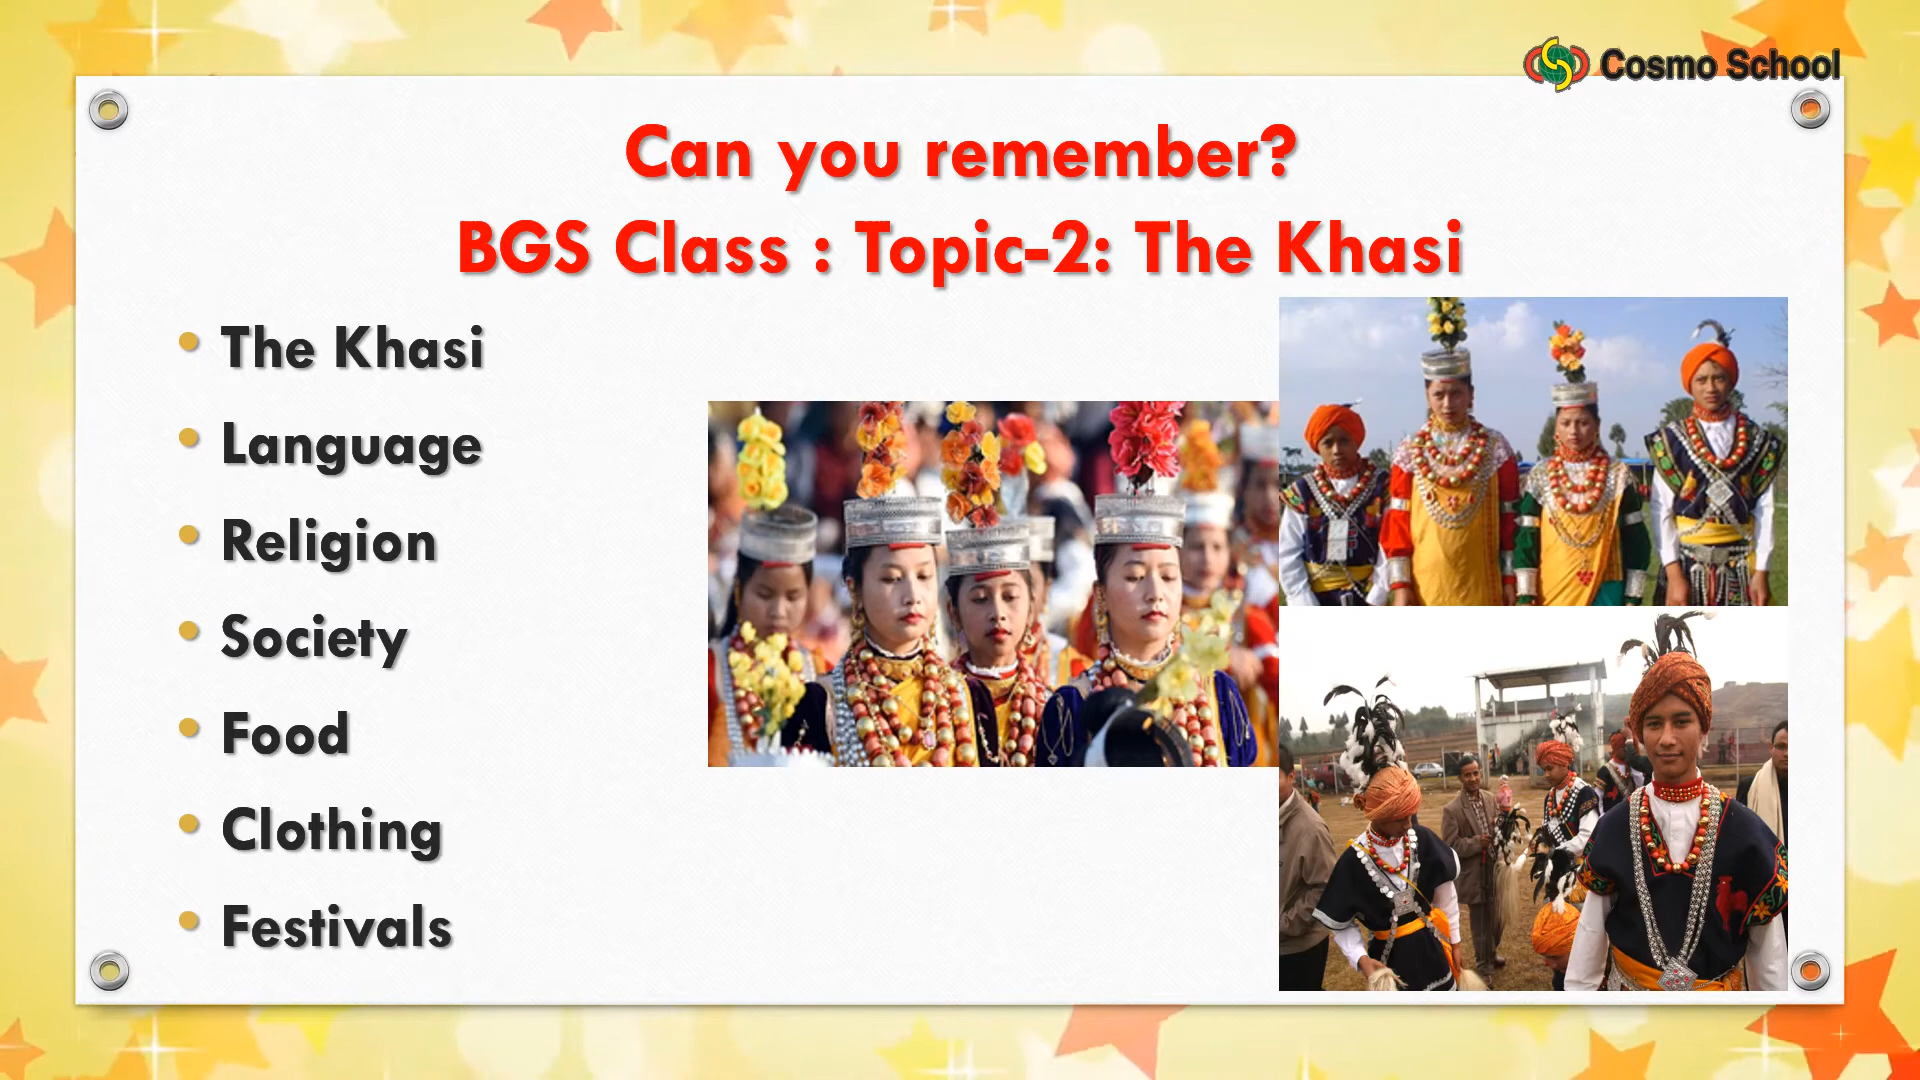 Cosmo School
Can you remember?
BGS Class : Topic-2: The Khasi
• The Khasi
• Language
• Religion
• Society
• Food
• Clothing
• Festivals